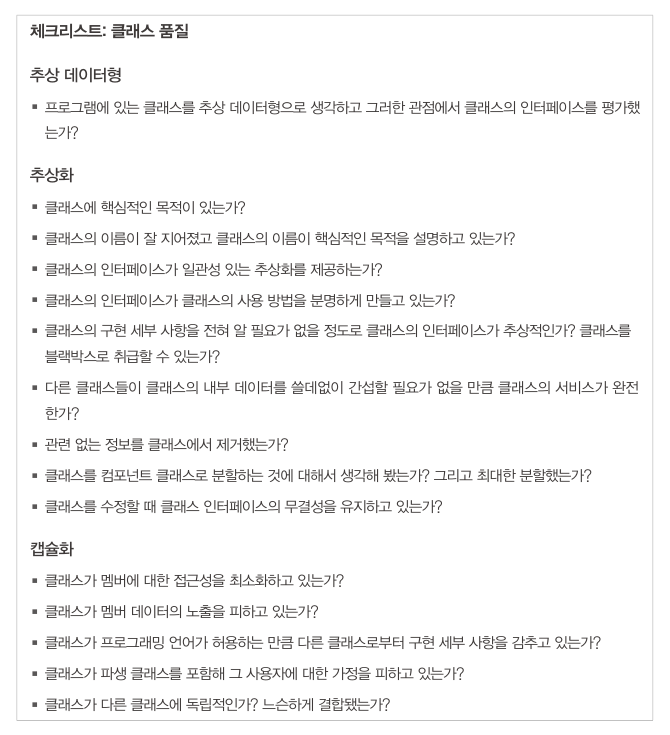 체크리스트: 클래스 품질
추상 데이터형
▪ 프로그램에 있는 클래스를 추상 데이터형으로 생각하고 그러한 관점에서 클래스의 인터페이스를 평가했
는가?
추상화
▪ 클래스에 핵심적인 목적이 있는가?
▪ 클래스의 이름이 잘 지어졌고 클래스의 이름이 핵심적인 목적을 설명하고 있는가?
▪ 클래스의 인터페이스가 일관성 있는 추상화를 제공하는가?
▪ 클래스의 인터페이스가 클래스의 사용 방법을 분명하게 만들고 있는가?
▪ 클래스의 구현 세부 사항을 전혀 알 필요가 없을 정도로 클래스의 인터페이스가 추상적인가? 클래스를
블랙박스로 취급할 수 있는가?
▪ 다른 클래스들이 클래스의 내부 데이터를 쓸데없이 간섭할 필요가 없을 만큼 클래스의 서비스가 완전
한가?
▪ 관련 없는 정보를 클래스에서 제거했는가?
▪ 클래스를 컴포넌트 클래스로 분할하는 것에 대해서 생각해 봤는가? 그리고 최대한 분할했는가?
▪ 클래스를 수정할 때 클래스 인터페이스의 무결성을 유지하고 있는가?
캡슐화
▪ 클래스가 멤버에 대한 접근성을 최소화하고 있는가?
▪ 클래스가 멤버 데이터의 노출을 피하고 있는가?
▪ 클래스가 프로그래밍 언어가 허용하는 만큼 다른 클래스로부터 구현 세부 사항을 감추고 있는가?
▪ 클래스가 파생 클래스를 포함해 그 사용자에 대한 가정을 피하고 있는가?
▪ 클래스가 다른 클래스에 독립적인가? 느슨하게 결합됐는가?